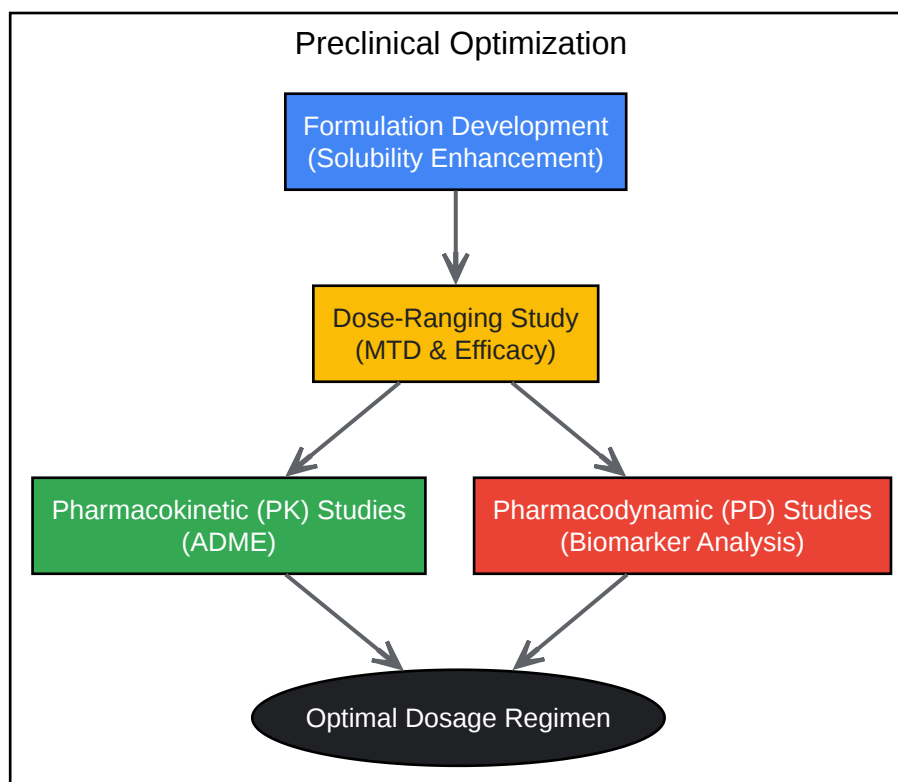 Preclinical Optimization
Formulation Development
(Solubility Enhancement)
Dose-Ranging Study
(MTD & Efficacy)
Pharmacokinetic (PK) Studies
(ADME)
Pharmacodynamic (PD) Studies
(Biomarker Analysis)
Optimal Dosage Regimen